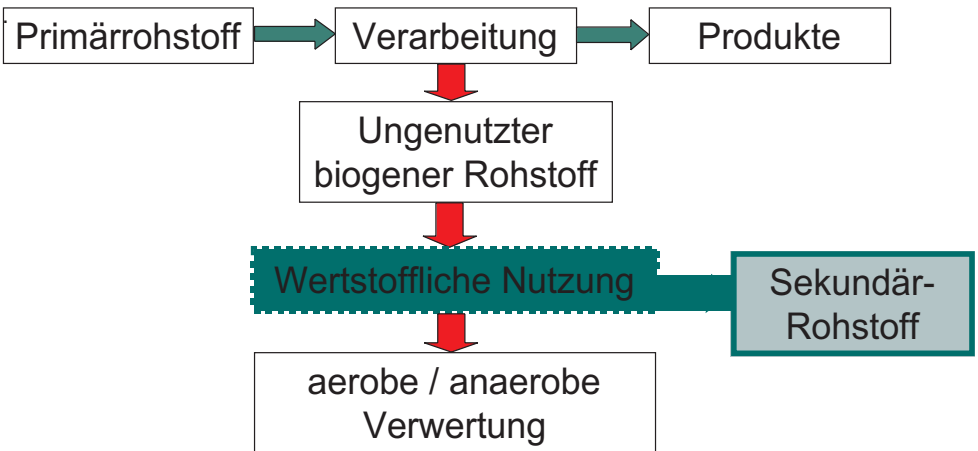 Primärrohstoff
Verarbeitung
Produkte
Ungenutzter
biogener Rohstoff
Wertstoffliche Nutzung
Sekundär-
Rohstoff
aerobe / anaerobe
Verwertung